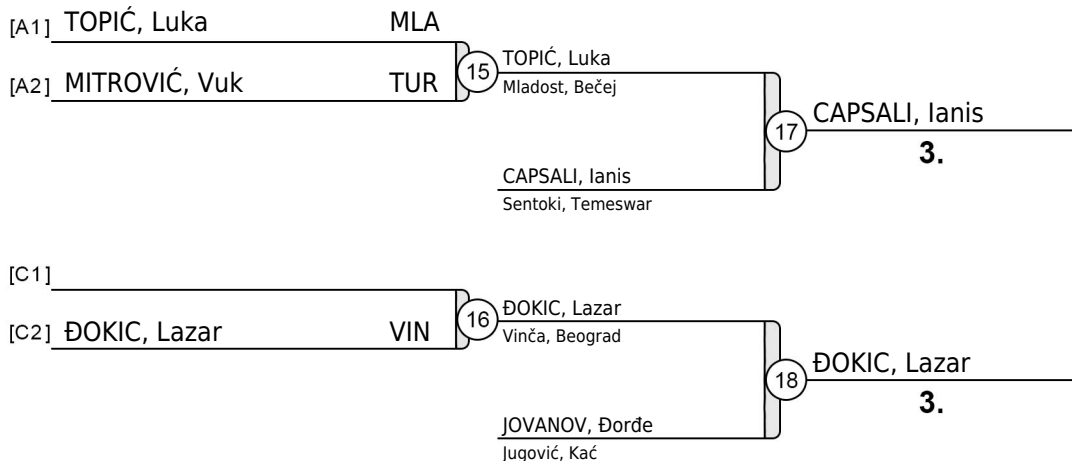 [A1] TOPIĆ, Luka MLA
[A2] MITROVIĆ, Vuk TUR
15
TOPIĆ, Luka
Mladost, Bečej
17
CAPSALI, Ianis
3.
CAPSALI, Ianis
Sentoki, Temeswar
[C1]
[C2] ĐOKIC, Lazar VIN
16
ĐOKIC, Lazar
Vinča, Beograd
18
ĐOKIC, Lazar
3.
JOVANOV, Đorđe
Jugović, Kać